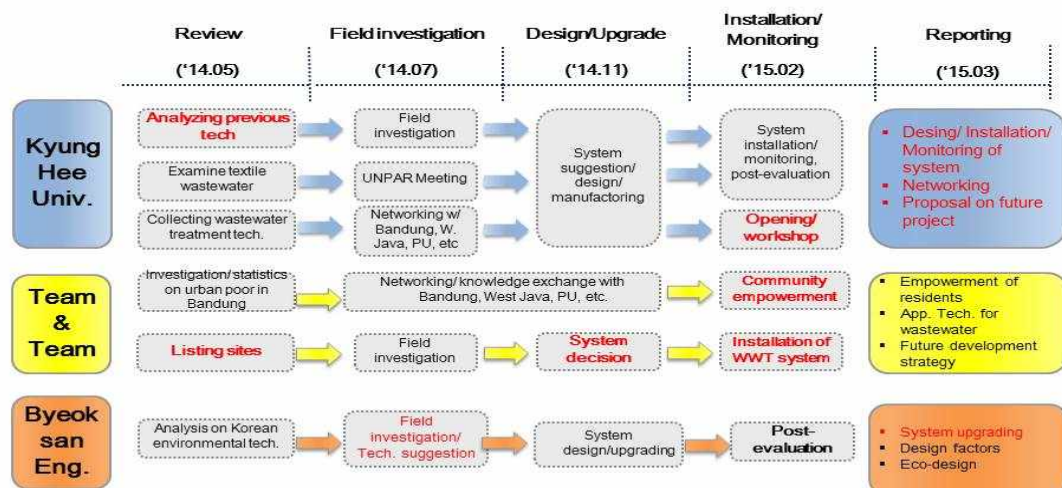 Review
Field investigation
Design/Upgrade
Installation/
Monitoring
Reporting
('14.05)
('14.07)
('14.11)
('15.02)
('15.03)
Kyung
Hee
Univ.
Analyzing previous
tech
Field
investigation
System
suggestion/
design/
manufacturing
System
installation/
monitoring,
post-evaluation
Examine textile
wastewater
UNPAR Meeting
Collecting wastewater
treatment tech.
Networking w/
Bandung, W.
Java, PU, etc
Opening/
workshop
▪ Desing/ Installation/
Monitoring of
system
▪ Networking
▪ Proposal on future
project
Team
&
Team
Investigation/ statistics
on urban poor in
Bandung
Networking/ knowledge exchange with
Bandung, West Java, PU, etc.
Community
empowerment
Listing sites
Field
investigation
System
decision
Installation of
WWT system
▪ Empowerment of
residents
▪ App. Tech. for
wastewater
▪ Future development
strategy
Byeok
san
Eng.
Analysis on Korean
environmental tech.
Field
investigation/
Tech. suggestion
System
design/upgrading
Post-
evaluation
▪ System upgrading
▪ Design factors
▪ Eco-design